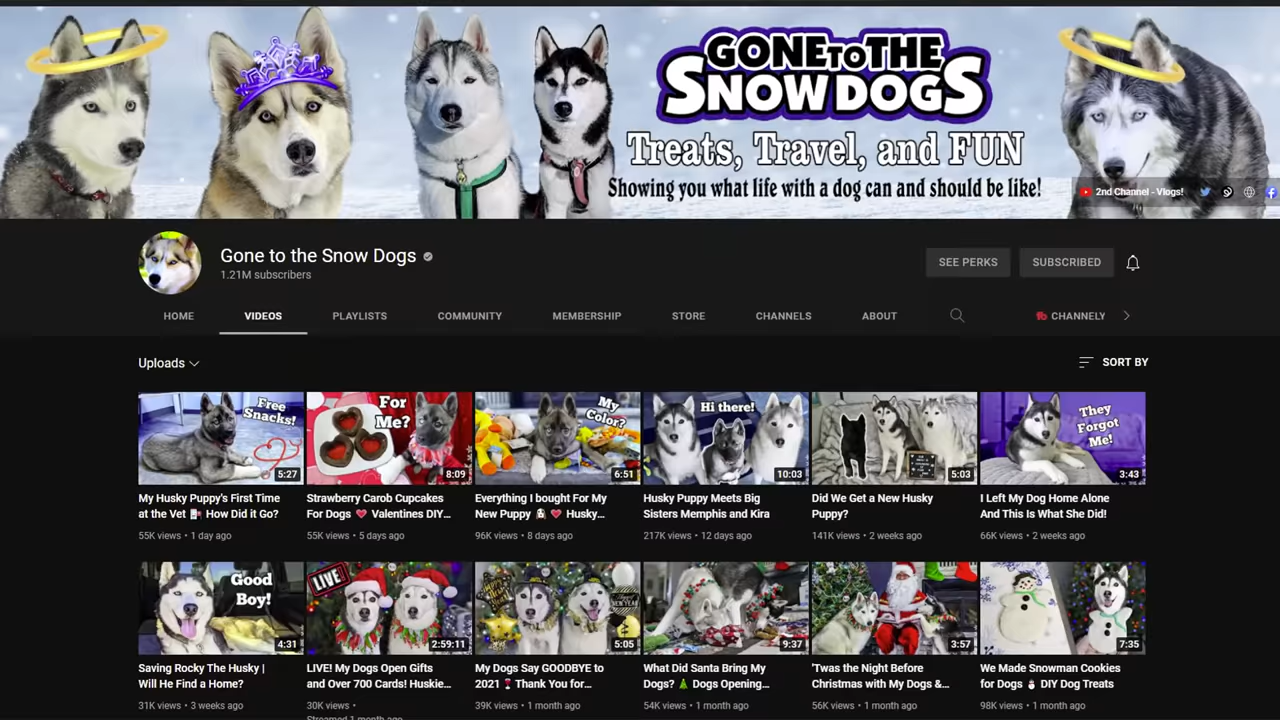 GONE TO THE
SNOW DOGS
Treats, Travel, and FUN
Showing you what life with a dog can and should be like!
2nd Channel - Vlogs!
Gone to the Snow Dogs
1.21M subscribers
SEE PERKS
SUBSCRIBED
HOME
VIDEOS
PLAYLISTS
COMMUNITY
MEMBERSHIP
STORE
CHANNELS
ABOUT
CHANNELY
Uploads
SORT BY
Free
Snacks!
5:27
For
Me?
8:09
My
Color?
6:51
Hi there!
10:03
5:03
They
Forgot
Me!
3:43
My Husky Puppy's First Time
at the Vet 🏥 How Did it Go?
55K views • 1 day ago
Strawberry Carob Cupcakes
For Dogs ❤️ Valentines DIY...
55K views • 5 days ago
Everything I bought For My
New Puppy 🐶 ❤️ Husky...
96K views • 8 days ago
Husky Puppy Meets Big
Sisters Memphis and Kira
217K views • 12 days ago
Did We Get a New Husky
Puppy?
141K views • 2 weeks ago
I Left My Dog Home Alone
And This Is What She Did!
66K views • 2 weeks ago
Good
Boy!
4:31
LIVE!
2:59:11
5:05
9:37
3:57
7:35
Saving Rocky The Husky |
Will He Find a Home?
31K views • 3 weeks ago
LIVE! My Dogs Open Gifts
and Over 700 Cards! Huskie...
30K views •
Streamed 1 month ago
My Dogs Say GOODBYE to
2021 🍷 Thank You for...
39K views • 1 month ago
What Did Santa Bring My
Dogs? 🎄 Dogs Opening...
54K views • 1 month ago
'Twas the Night Before
Christmas with My Dogs &...
56K views • 1 month ago
We Made Snowman Cookies
for Dogs ⛄ DIY Dog Treats
98K views • 1 month ago